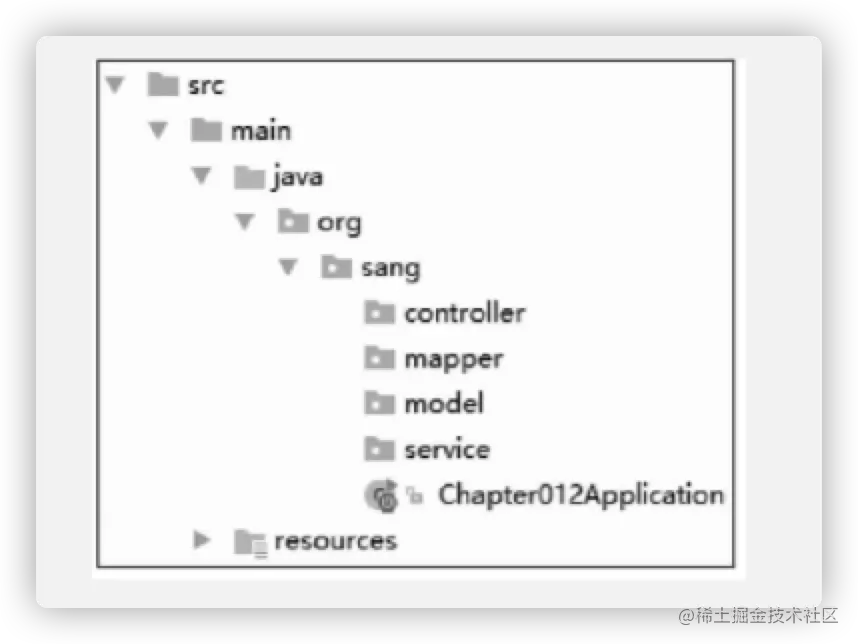 src
main
java
org
sang
controller
mapper
model
service
Chapter012Application
resources
@稀土掘金技术社区